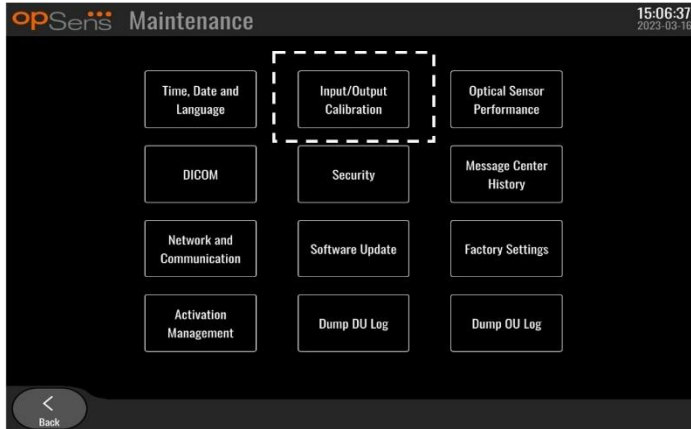 opSens Maintenance
15:06:37
2023-03-16
Time, Date and
Language
Input/Output
Calibration
Optical Sensor
Performance
DICOM
Security
Message Center
History
Network and
Communication
Software Update
Factory Settings
Activation
Management
Dump DU Log
Dump OU Log
<
Back